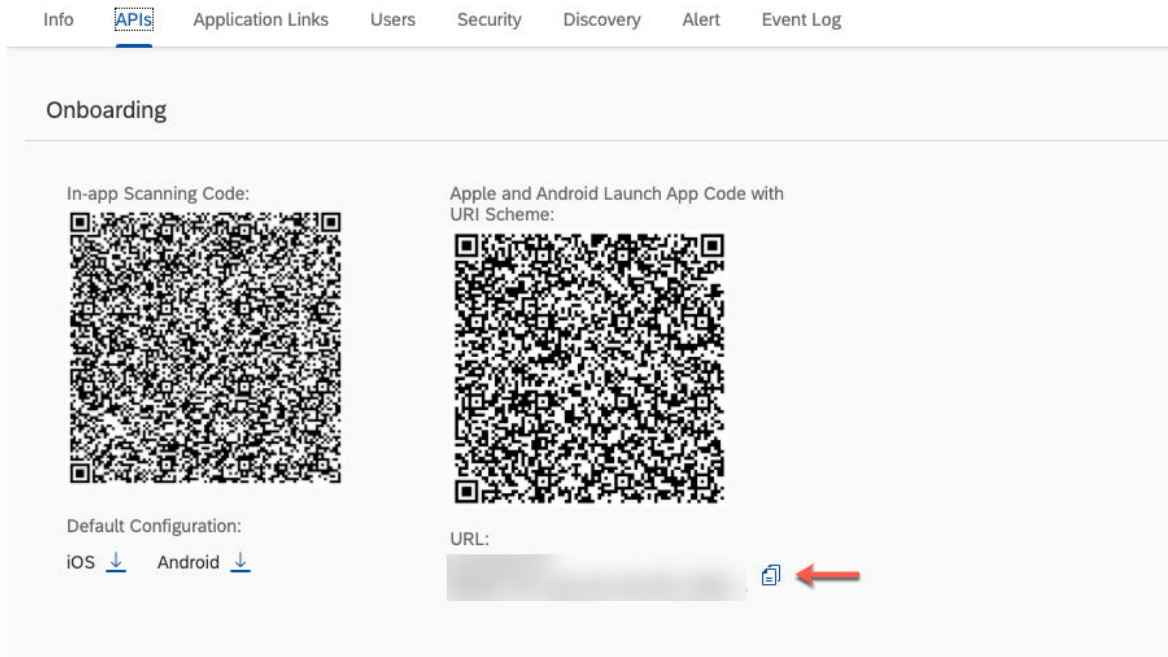 Info APIs Application Links Users Security Discovery Alert Event Log
Onboarding
In-app Scanning Code:
Apple and Android Launch App Code with
URI Scheme:
Default Configuration:
iOS Android
URL: